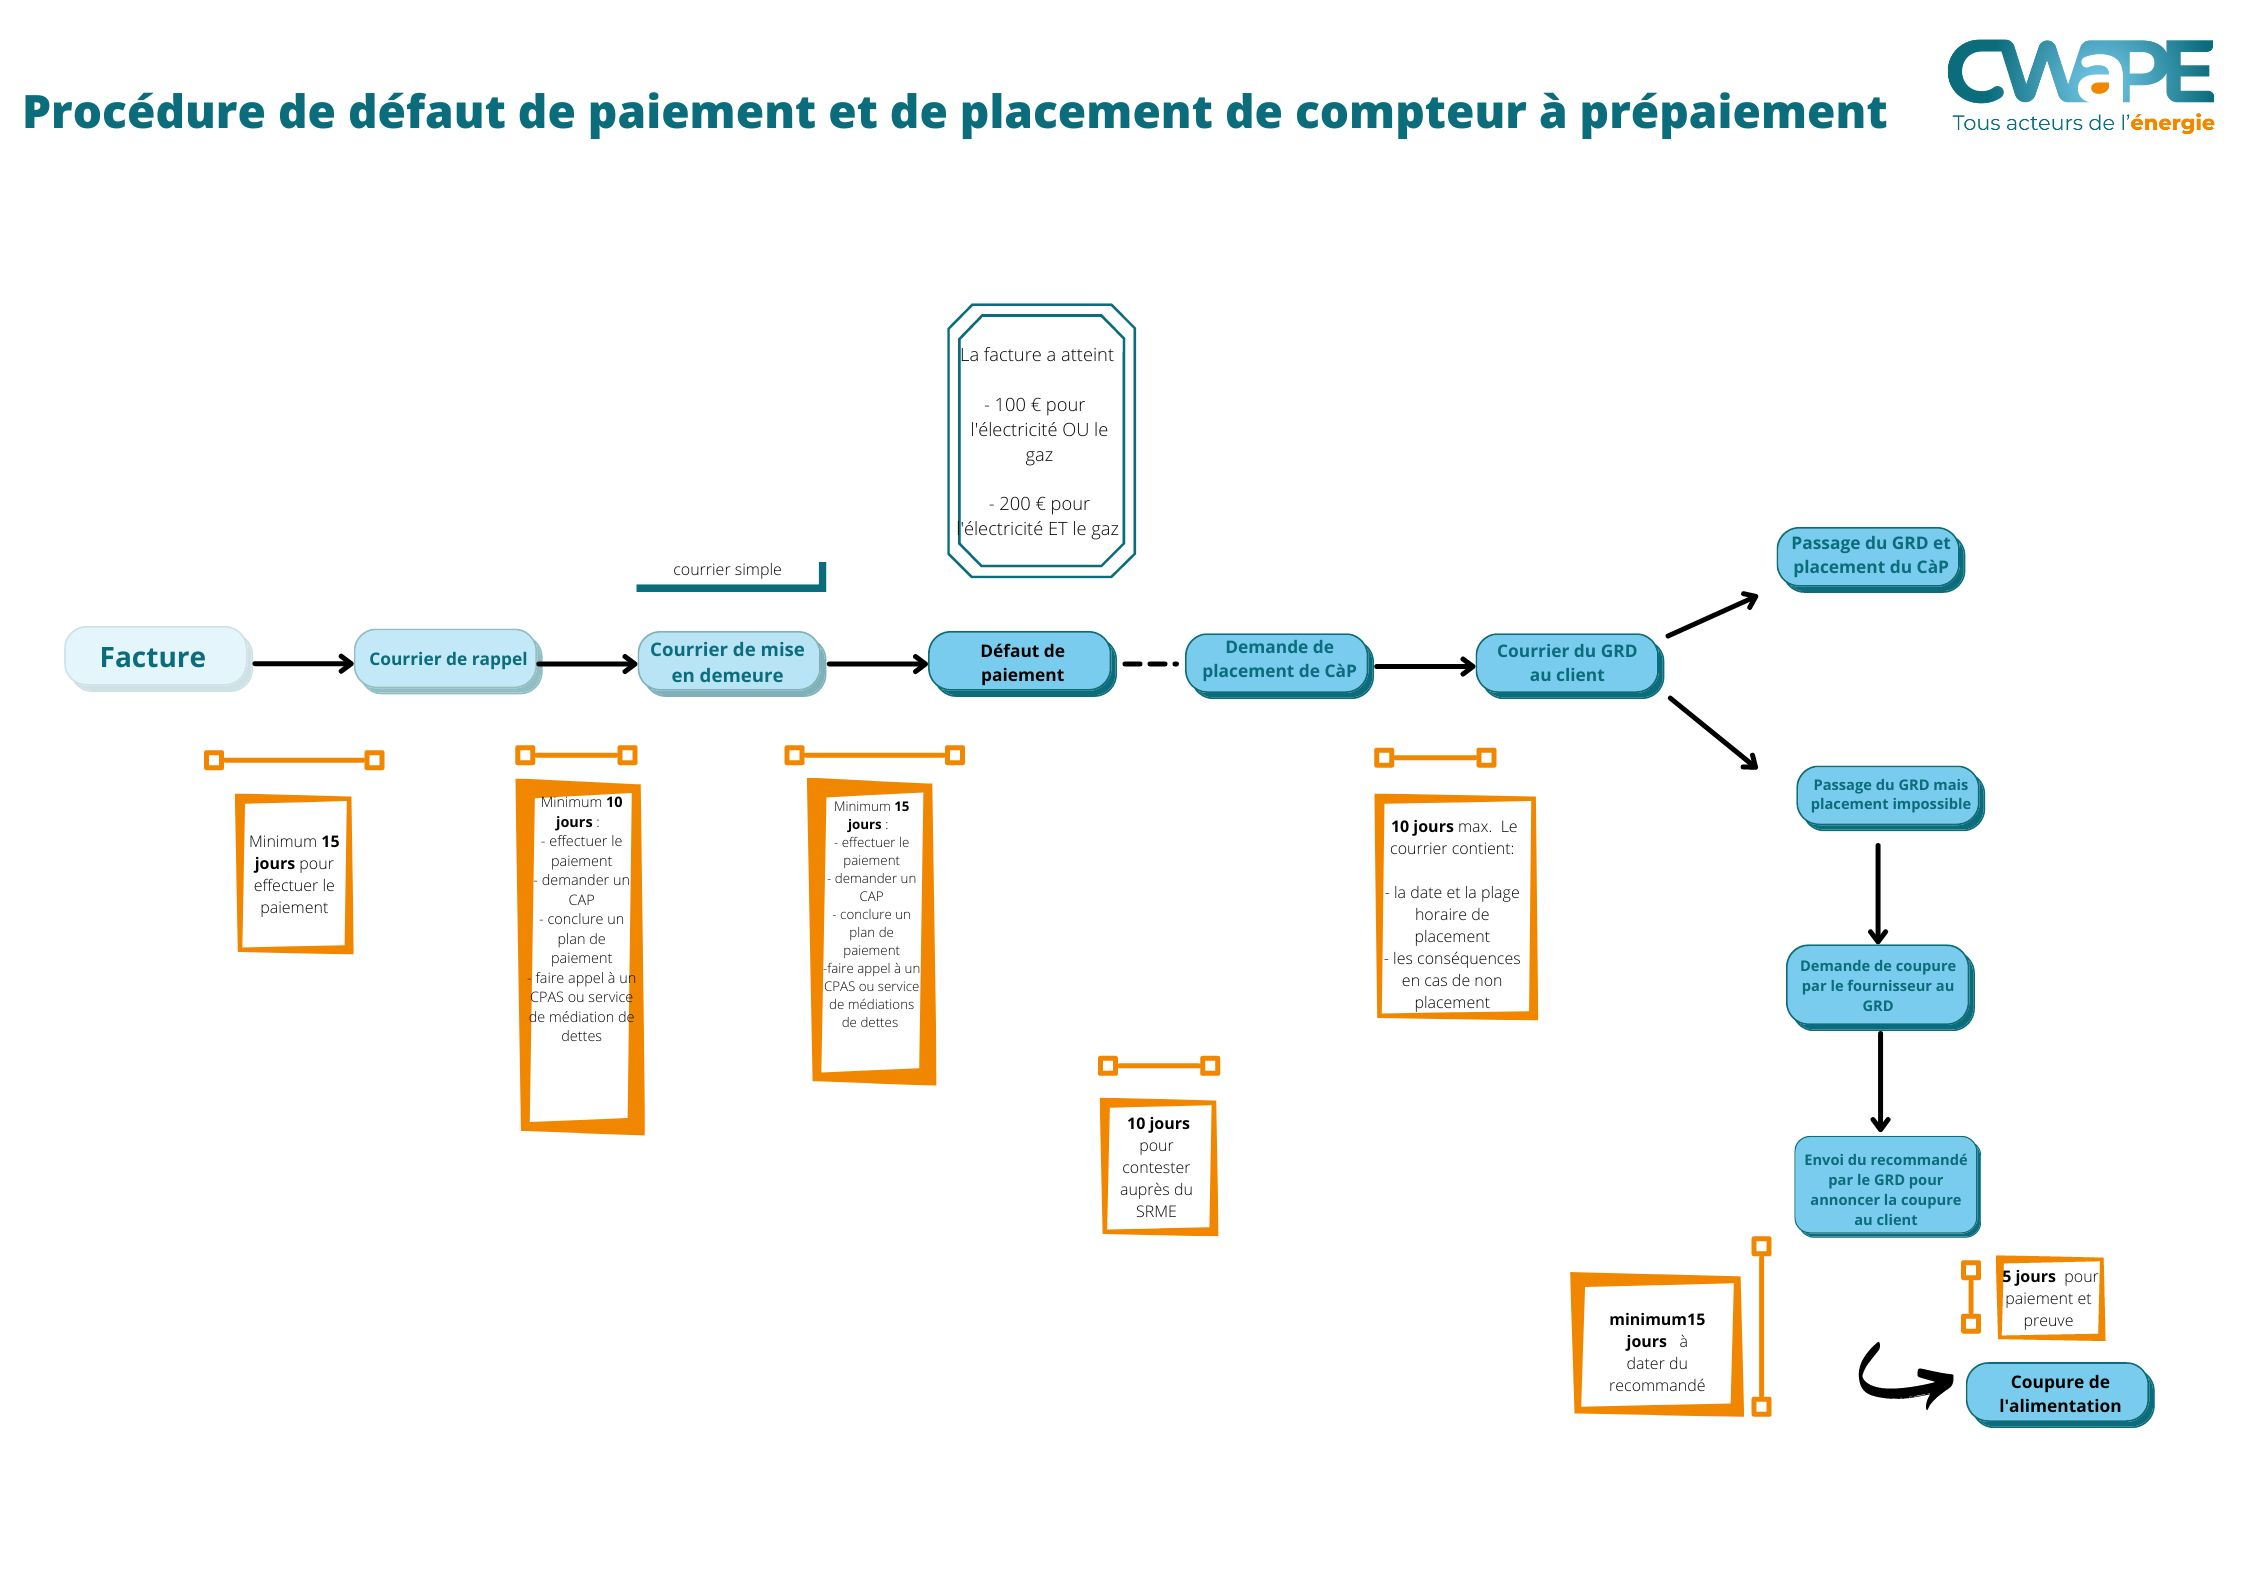 Procédure de défaut de paiement et de placement de compteur à prépaiement
CWaPE
Tous acteurs de l'énergie
La facture a atteint
- 100 € pour
l'électricité OU le
gaz
- 200 € pour
l'électricité ET le gaz
courrier simple
Facture
Courrier de rappel
Courrier de mise
en demeure
Défaut de
paiement
Demande de
placement de CàP
Courrier du GRD
au client
Passage du GRD et
placement du CàP
Passage du GRD mais
placement impossible
Demande de coupure
par le fournisseur au
GRD
Envoi du recommandé
par le GRD pour
annoncer la coupure
au client
Minimum 15
jours pour
effectuer le
paiement
Minimum 10
jours :
- effectuer le
paiement
- demander un
CAP
- conclure un
plan de
paiement
- faire appel à un
CPAS ou service
de médiation de
dettes
Minimum 15
jours :
- effectuer le
paiement
- demander un
CAP
- conclure un
plan de
paiement
-faire appel à un
CPAS ou service
de médiations
de dettes
10 jours
pour
contester
auprès du
SRME
10 jours max. Le
courrier contient:
- la date et la plage
horaire de
placement
- les conséquences
en cas de non
placement
minimum15
jours à
dater du
recommandé
5 jours pour
paiement et
preuve
Coupure de
l'alimentation